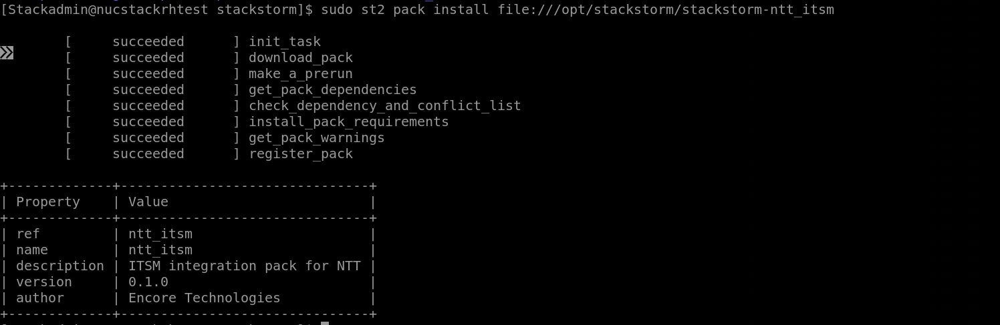 [Stackadmin@nucstackrhtest stackstorm]$ sudo st2 pack install file:///opt/stackstorm/stackstorm-ntt_itsm
[ succeeded ] init_task
[ succeeded ] download_pack
[ succeeded ] make_a_prerun
[ succeeded ] get_pack_dependencies
[ succeeded ] check_dependency_and_conflict_list
[ succeeded ] install_pack_requirements
[ succeeded ] get_pack_warnings
[ succeeded ] register_pack
+-------------+-------------------------------+
| Property | Value |
+-------------+-------------------------------+
| ref | ntt_itsm |
| name | ntt_itsm |
| description | ITSM integration pack for NTT |
| version | 0.1.0 |
| author | Encore Technologies |
+-------------+-------------------------------+